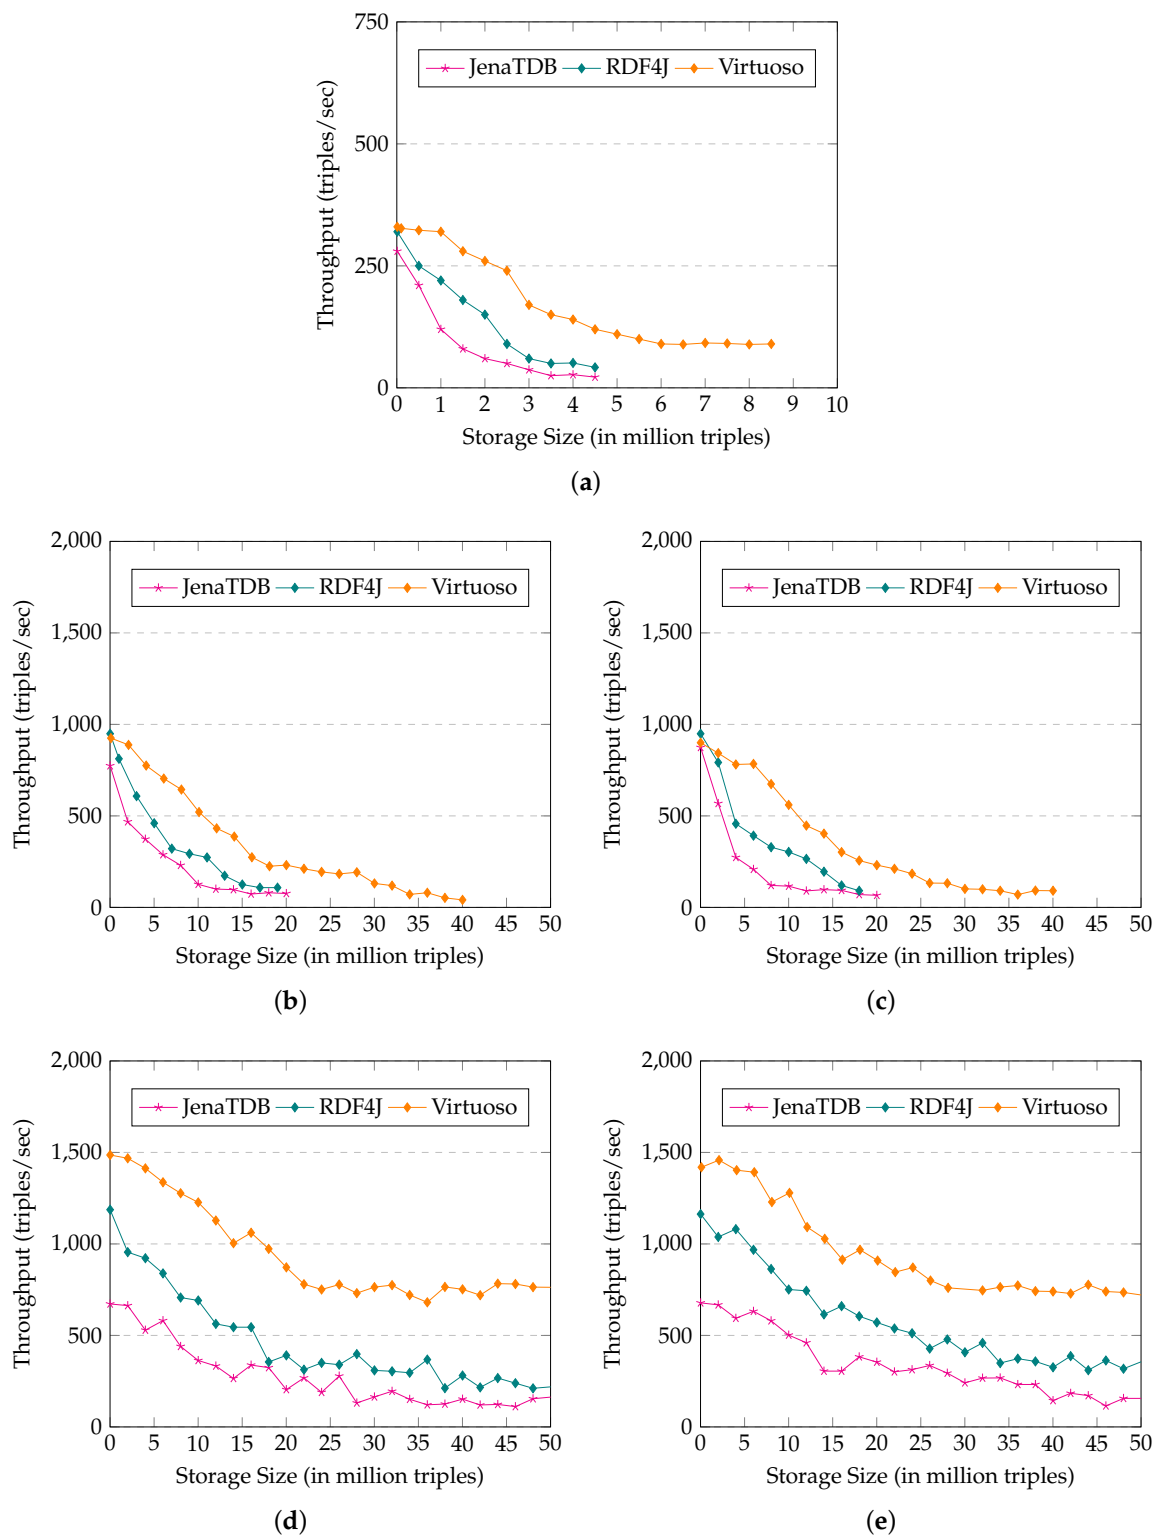 750
500
250
0
Throughput (triples/sec)
JenaTDB RDF4J Virtuoso
0 1 2 3 4 5 6 7 8 9 10
Storage Size (in million triples)
(a)
2,000
1,500
1,000
500
0
Throughput (triples/sec)
JenaTDB RDF4J Virtuoso
0 5 10 15 20 25 30 35 40 45 50
Storage Size (in million triples)
(b)
2,000
1,500
1,000
500
0
Throughput (triples/sec)
JenaTDB RDF4J Virtuoso
0 5 10 15 20 25 30 35 40 45 50
Storage Size (in million triples)
(c)
2,000
1,500
1,000
500
0
Throughput (triples/sec)
JenaTDB RDF4J Virtuoso
0 5 10 15 20 25 30 35 40 45 50
Storage Size (in million triples)
(d)
2,000
1,500
1,000
500
0
Throughput (triples/sec)
JenaTDB RDF4J Virtuoso
0 5 10 15 20 25 30 35 40 45 50
Storage Size (in million triples)
(e)